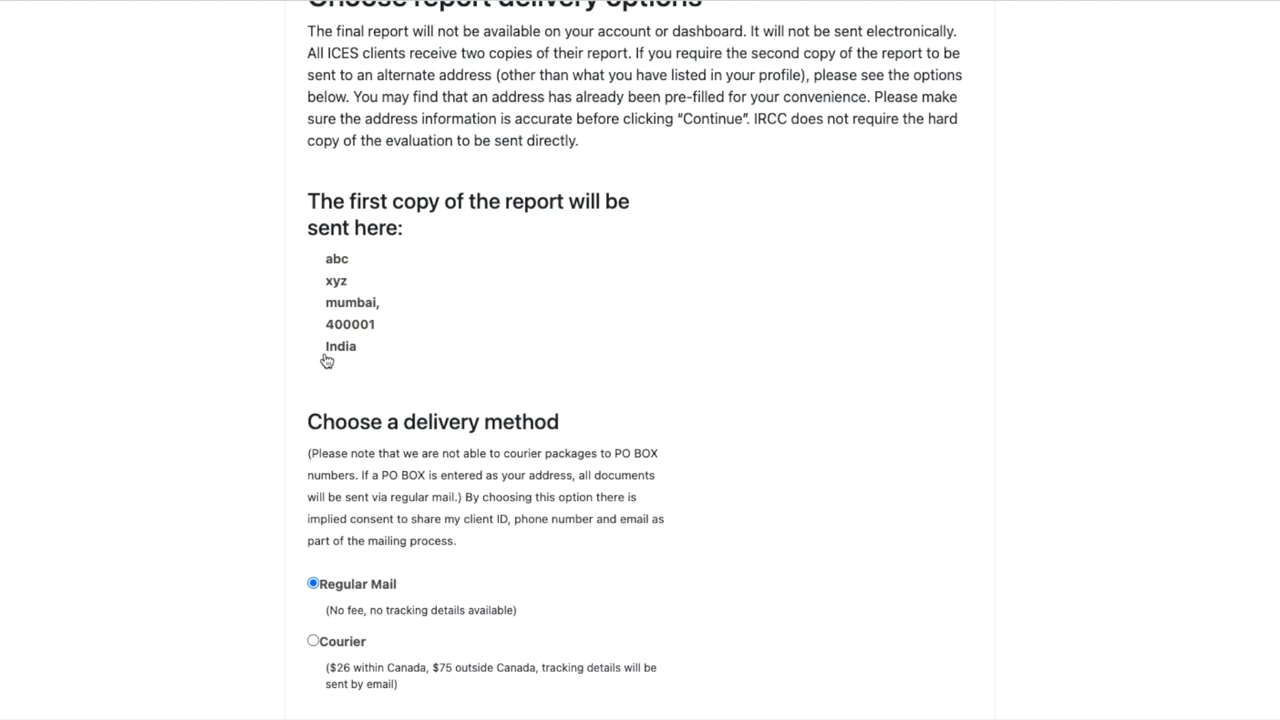 Choose report delivery options
The final report will not be available on your account or dashboard. It will not be sent electronically.
All ICES clients receive two copies of their report. If you require the second copy of the report to be
sent to an alternate address (other than what you have listed in your profile), please see the options
below. You may find that an address has already been pre-filled for your convenience. Please make
sure the address information is accurate before clicking “Continue”. IRCC does not require the hard
copy of the evaluation to be sent directly.
The first copy of the report will be
sent here:
abc
xyz
mumbai,
400001
India
Choose a delivery method
(Please note that we are not able to courier packages to PO BOX
numbers. If a PO BOX is entered as your address, all documents
will be sent via regular mail.) By choosing this option there is
implied consent to share my client ID, phone number and email as
part of the mailing process.
Regular Mail
(No fee, no tracking details available)
Courier
($26 within Canada, $75 outside Canada, tracking details will be
sent by email)